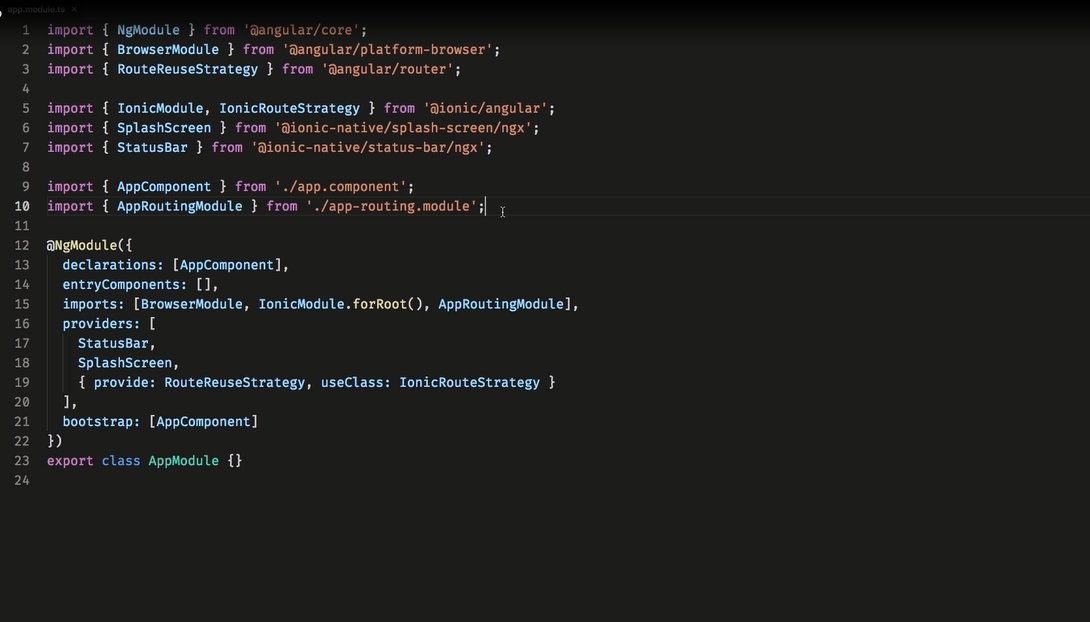 app.module.ts ×
1 import { NgModule } from '@angular/core';
2 import { BrowserModule } from '@angular/platform-browser';
3 import { RouteReuseStrategy } from '@angular/router';
4
5 import { IonicModule, IonicRouteStrategy } from '@ionic/angular';
6 import { SplashScreen } from '@ionic-native/splash-screen/ngx';
7 import { StatusBar } from '@ionic-native/status-bar/ngx';
8
9 import { AppComponent } from './app.component';
10 import { AppRoutingModule } from './app-routing.module';
11
12 @NgModule({
13   declarations: [AppComponent],
14   entryComponents: [],
15   imports: [BrowserModule, IonicModule.forRoot(), AppRoutingModule],
16   providers: [
17     StatusBar,
18     SplashScreen,
19     { provide: RouteReuseStrategy, useClass: IonicRouteStrategy }
20   ],
21   bootstrap: [AppComponent]
22 })
23 export class AppModule {}
24